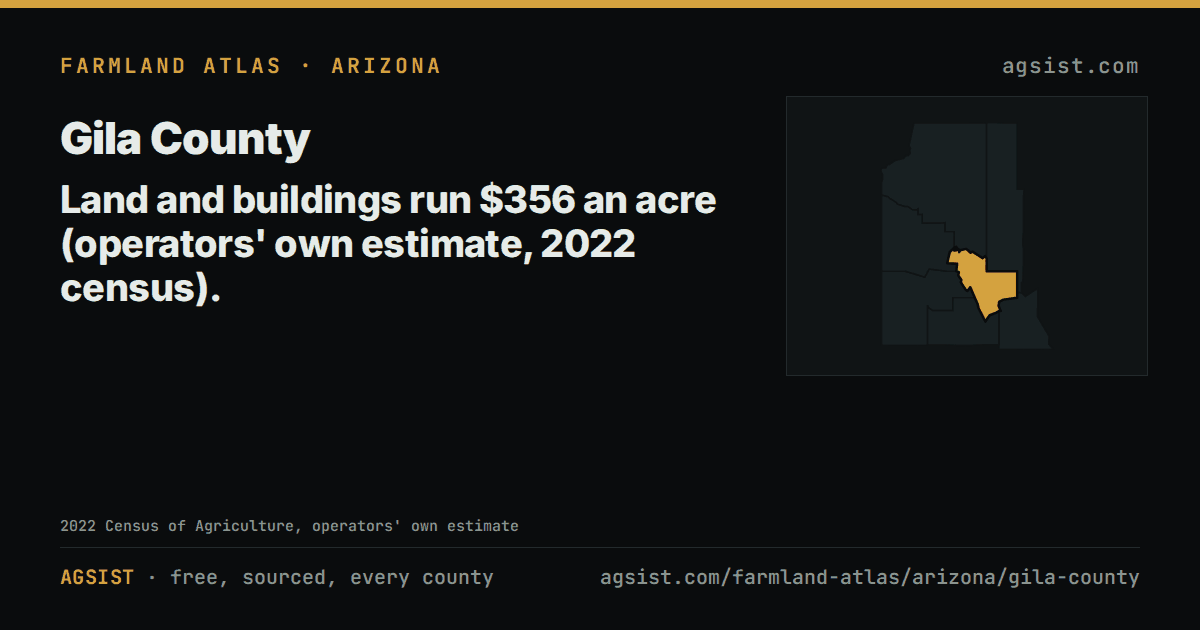 FARMLAND ATLAS · ARIZONA
agsist.com
Gila County
Land and buildings run $356 an acre
(operators' own estimate, 2022
census).
2022 Census of Agriculture, operators' own estimate
AGSIST · free, sourced, every county
agsist.com/farmland-atlas/arizona/gila-county